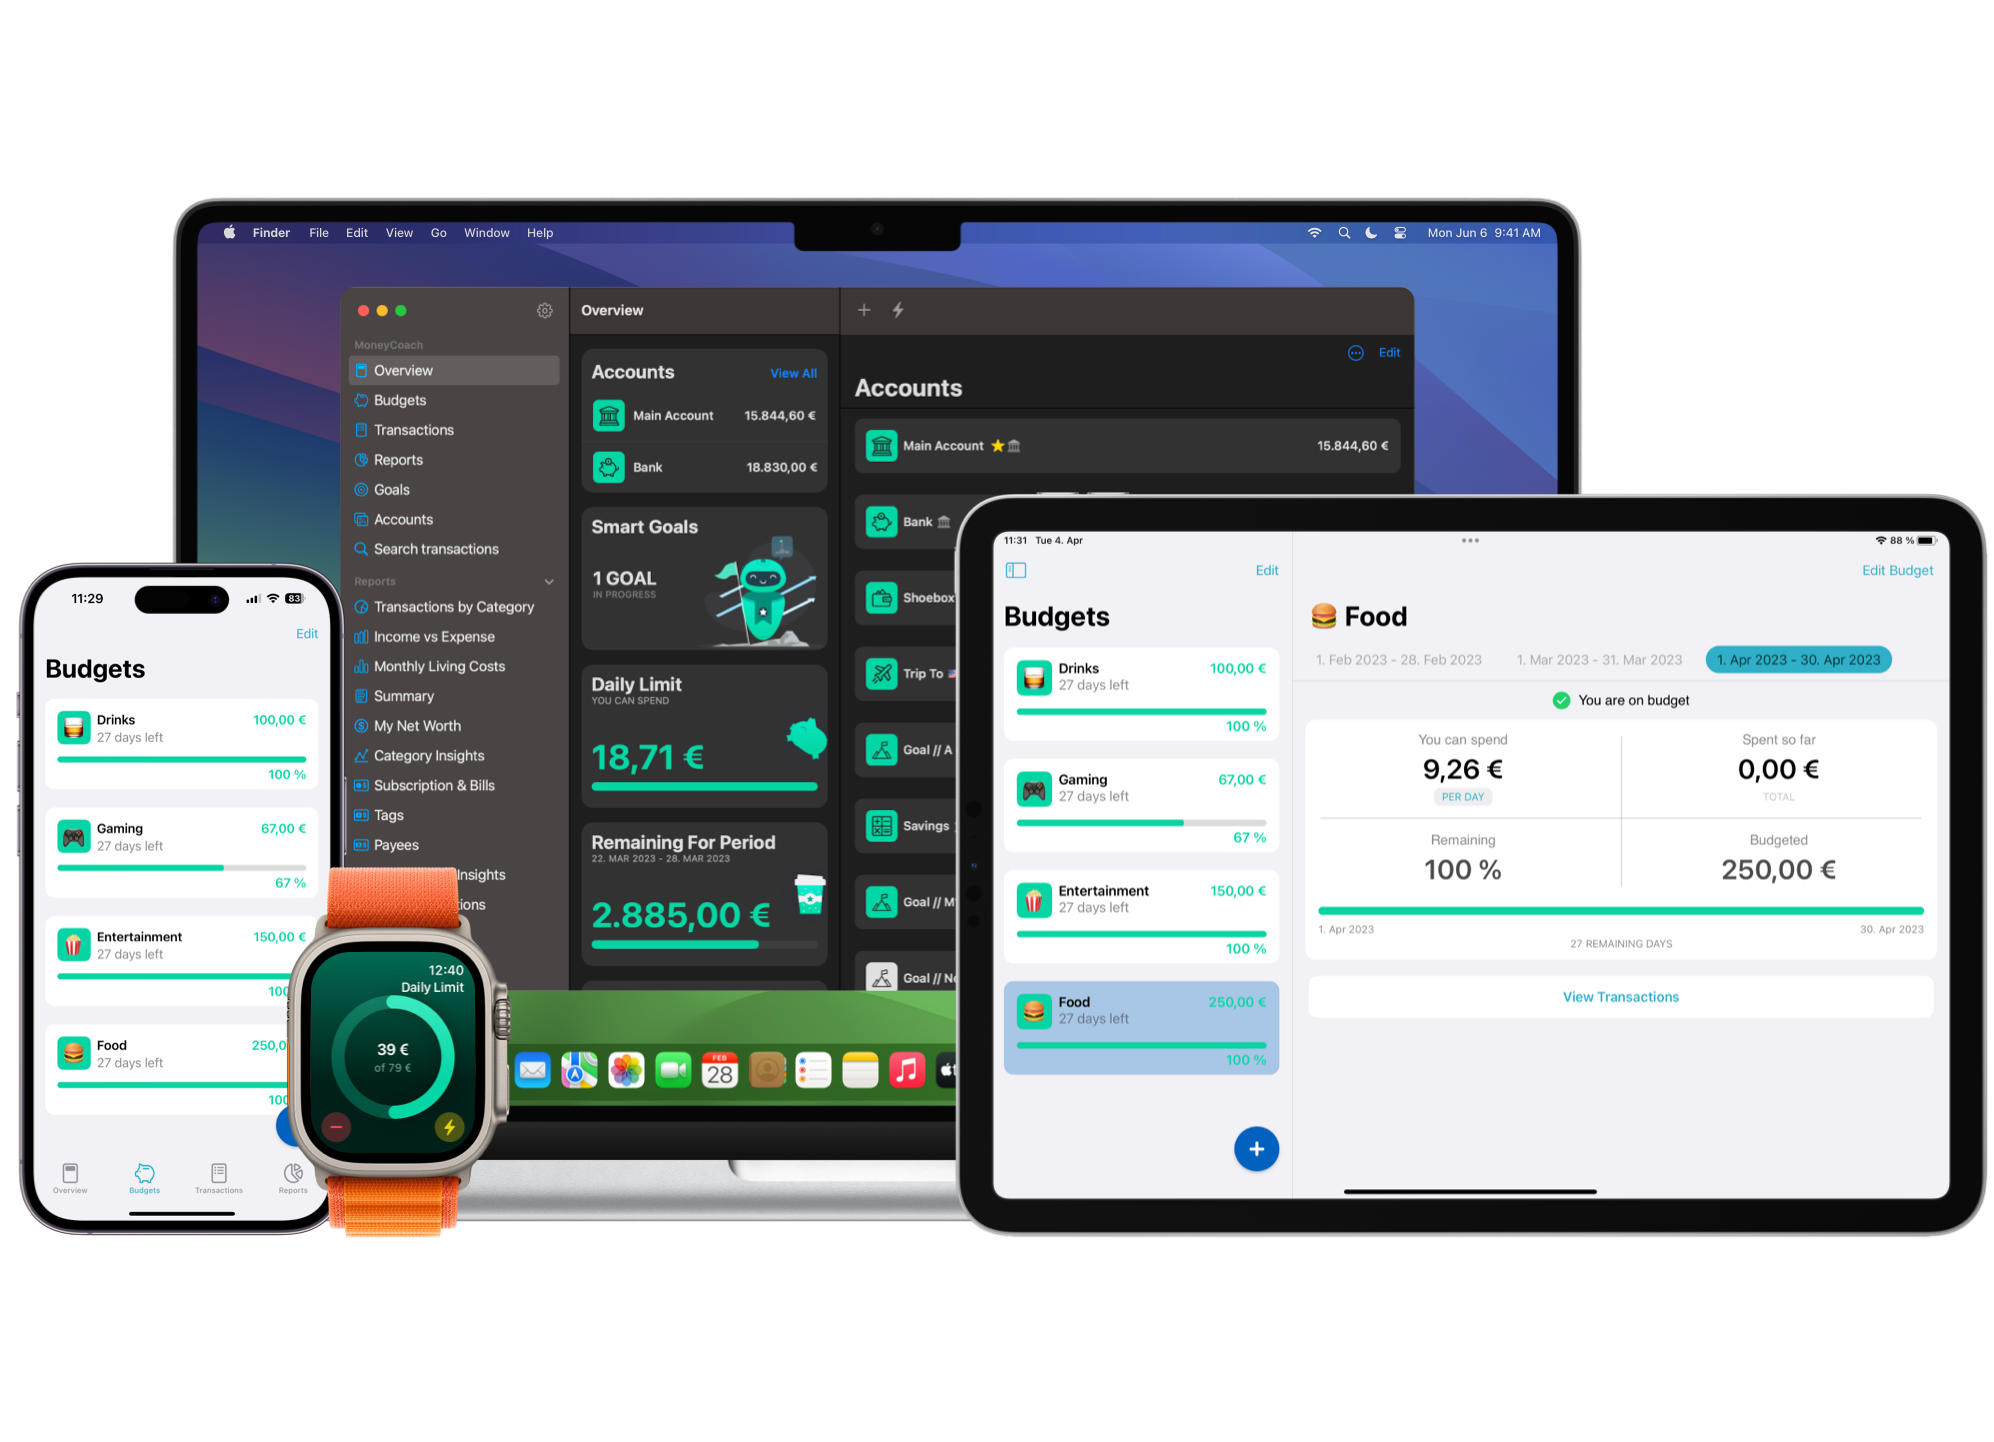 Finder File Edit View Go Window Help
Mon Jun 6 9:41 AM
MoneyCoach
Overview
Budgets
Transactions
Reports
Goals
Accounts
Search transactions
Reports
Transactions by Category
Income vs Expense
Monthly Living Costs
Summary
My Net Worth
Category Insights
Subscription & Bills
Tags
Payees
Insights
Overview
Accounts View All
Main Account 15.844,60 €
Bank 18.830,00 €
Smart Goals
1 GOAL
IN PROGRESS
Daily Limit
YOU CAN SPEND
18,71 €
Remaining For Period
22. MAR 2023 - 28. MAR 2023
2.885,00 €
Edit
Accounts
Main Account ⭐🏛 15.844,60 €
Bank 🏛
Shoebox
Trip To
Goal // A
Savings
Goal // M
Goal // Ne
FEB
28
11:29 83
Edit
Budgets
Drinks 100,00 €
27 days left
100 %
Gaming 67,00 €
27 days left
67 %
Entertainment 150,00 €
27 days left
100
Food 250,0
27 days left
100
Overview Budgets Transactions Reports
12:40
Daily Limit
39 €
of 79 €
11:31 Tue 4. Apr
88 %
Edit
Budgets
Drinks 100,00 €
27 days left
100 %
Gaming 67,00 €
27 days left
67 %
Entertainment 150,00 €
27 days left
100 %
Food 250,00 €
27 days left
100 %
Edit Budget
🍔 Food
1. Feb 2023 - 28. Feb 2023 1. Mar 2023 - 31. Mar 2023 1. Apr 2023 - 30. Apr 2023
You are on budget
You can spend Spent so far
9,26 € 0,00 €
PER DAY TOTAL
Remaining Budgeted
100 % 250,00 €
1. Apr 2023 30. Apr 2023
27 REMAINING DAYS
View Transactions